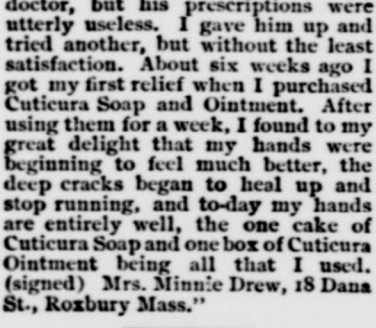 doctor, but his prescriptions were
utterly useless. I gave him up and
tried another, but without the least
satisfaction. About six weeks ago I
got my first relief when I purchased
Cuticura Soap and Ointment. After
using them for a week, I found to my
great delight that my hands were
beginning to feel much better, the
deep cracks began to heal up and
stop running, and to-day my hands
are entirely well, the one cake of
Cuticura Soap and one box of Cuticura
Ointment being all that I used.
(signed) Mrs. Minnie Drew, 18 Dana
St., Roxbury Mass."